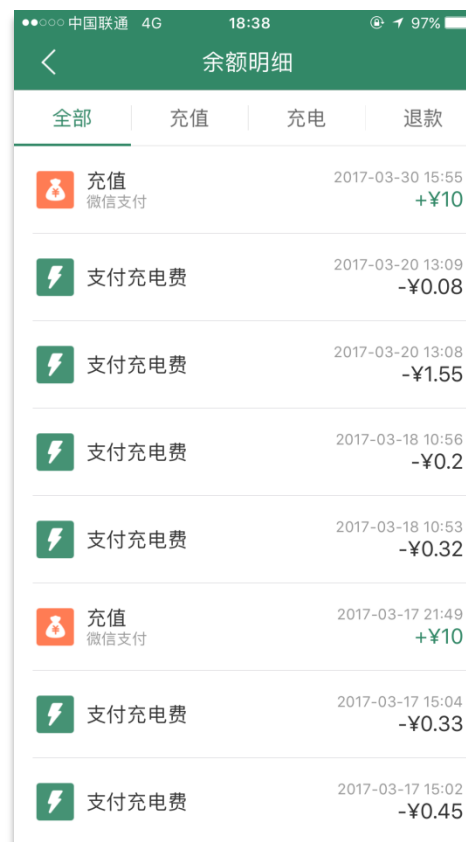 中国联通 4G 18:38 97%
余额明细
全部 充值 充电 退款
充值 2017-03-30 15:55
微信支付 +¥10
2017-03-20 13:09
支付充电费 -¥0.08
2017-03-20 13:08
支付充电费 -¥1.55
2017-03-18 10:56
支付充电费 -¥0.2
2017-03-18 10:53
支付充电费 -¥0.32
充值 2017-03-17 21:49
微信支付 +¥10
2017-03-17 15:04
支付充电费 -¥0.33
2017-03-17 15:02
支付充电费 -¥0.45